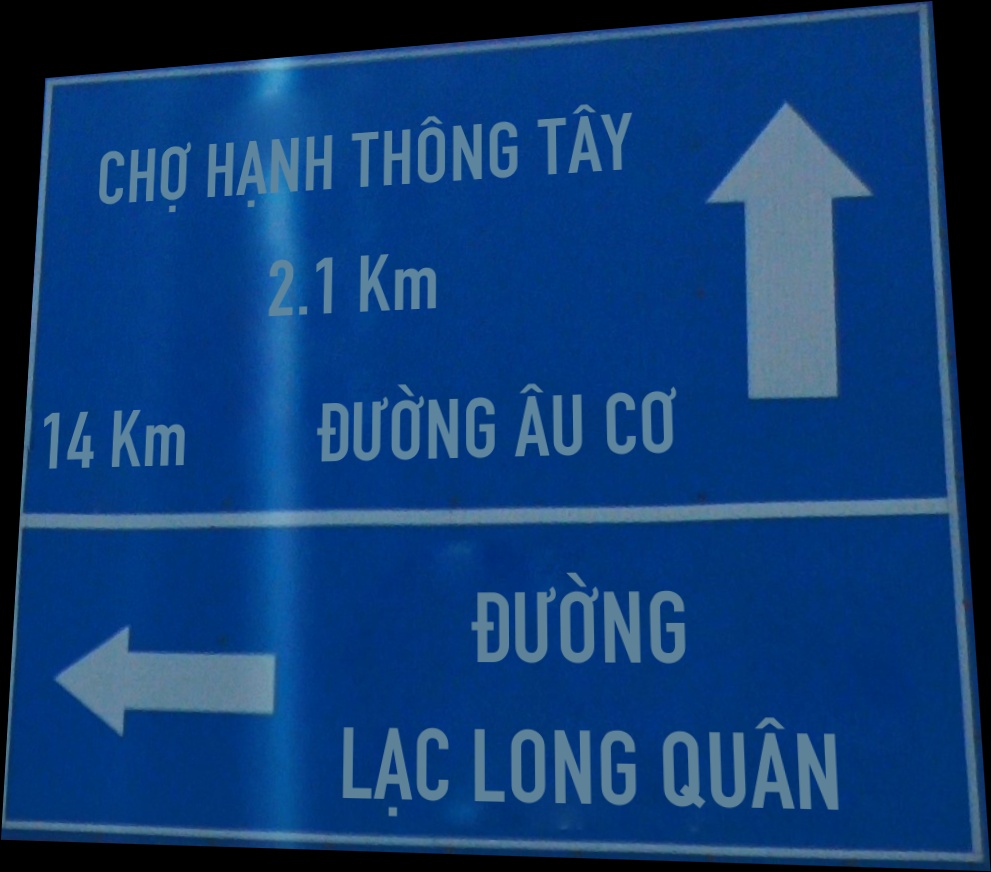 CHỢ HẠNH THÔNG TÂY
2.1 Km
14 Km ĐƯỜNG ÂU CƠ
ĐƯỜNG
LẠC LONG QUÂN